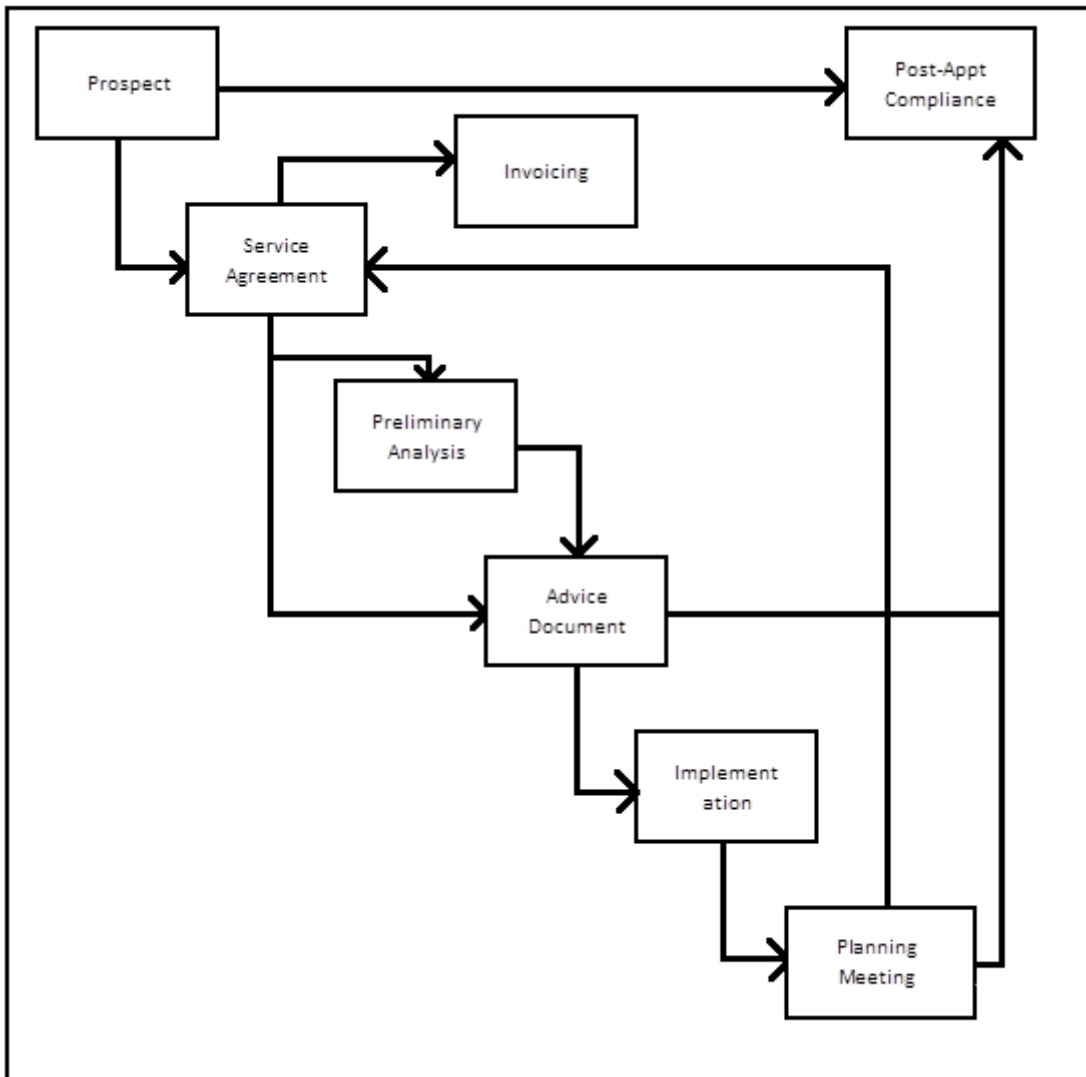 Prospect
Post-Appt
Compliance
Invoicing
Service
Agreement
Preliminary
Analysis
Advice
Document
Implement
ation
Planning
Meeting